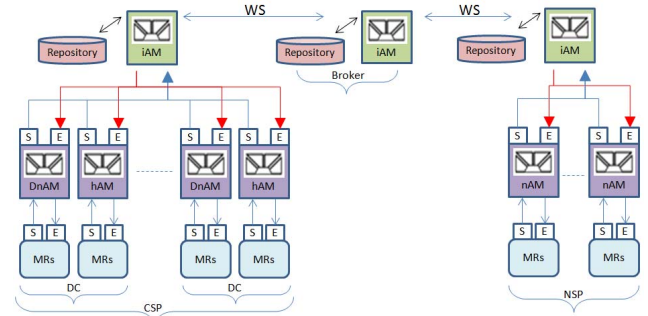 WS WS
Repository iAM Repository iAM Repository iAM
Broker
S E S E S E S E S E S E
DnAM hAM DnAM hAM nAM nAM
S E S E S E S E S E S E
MRs MRs MRs MRs MRs MRs
DC DC NSP
CSP